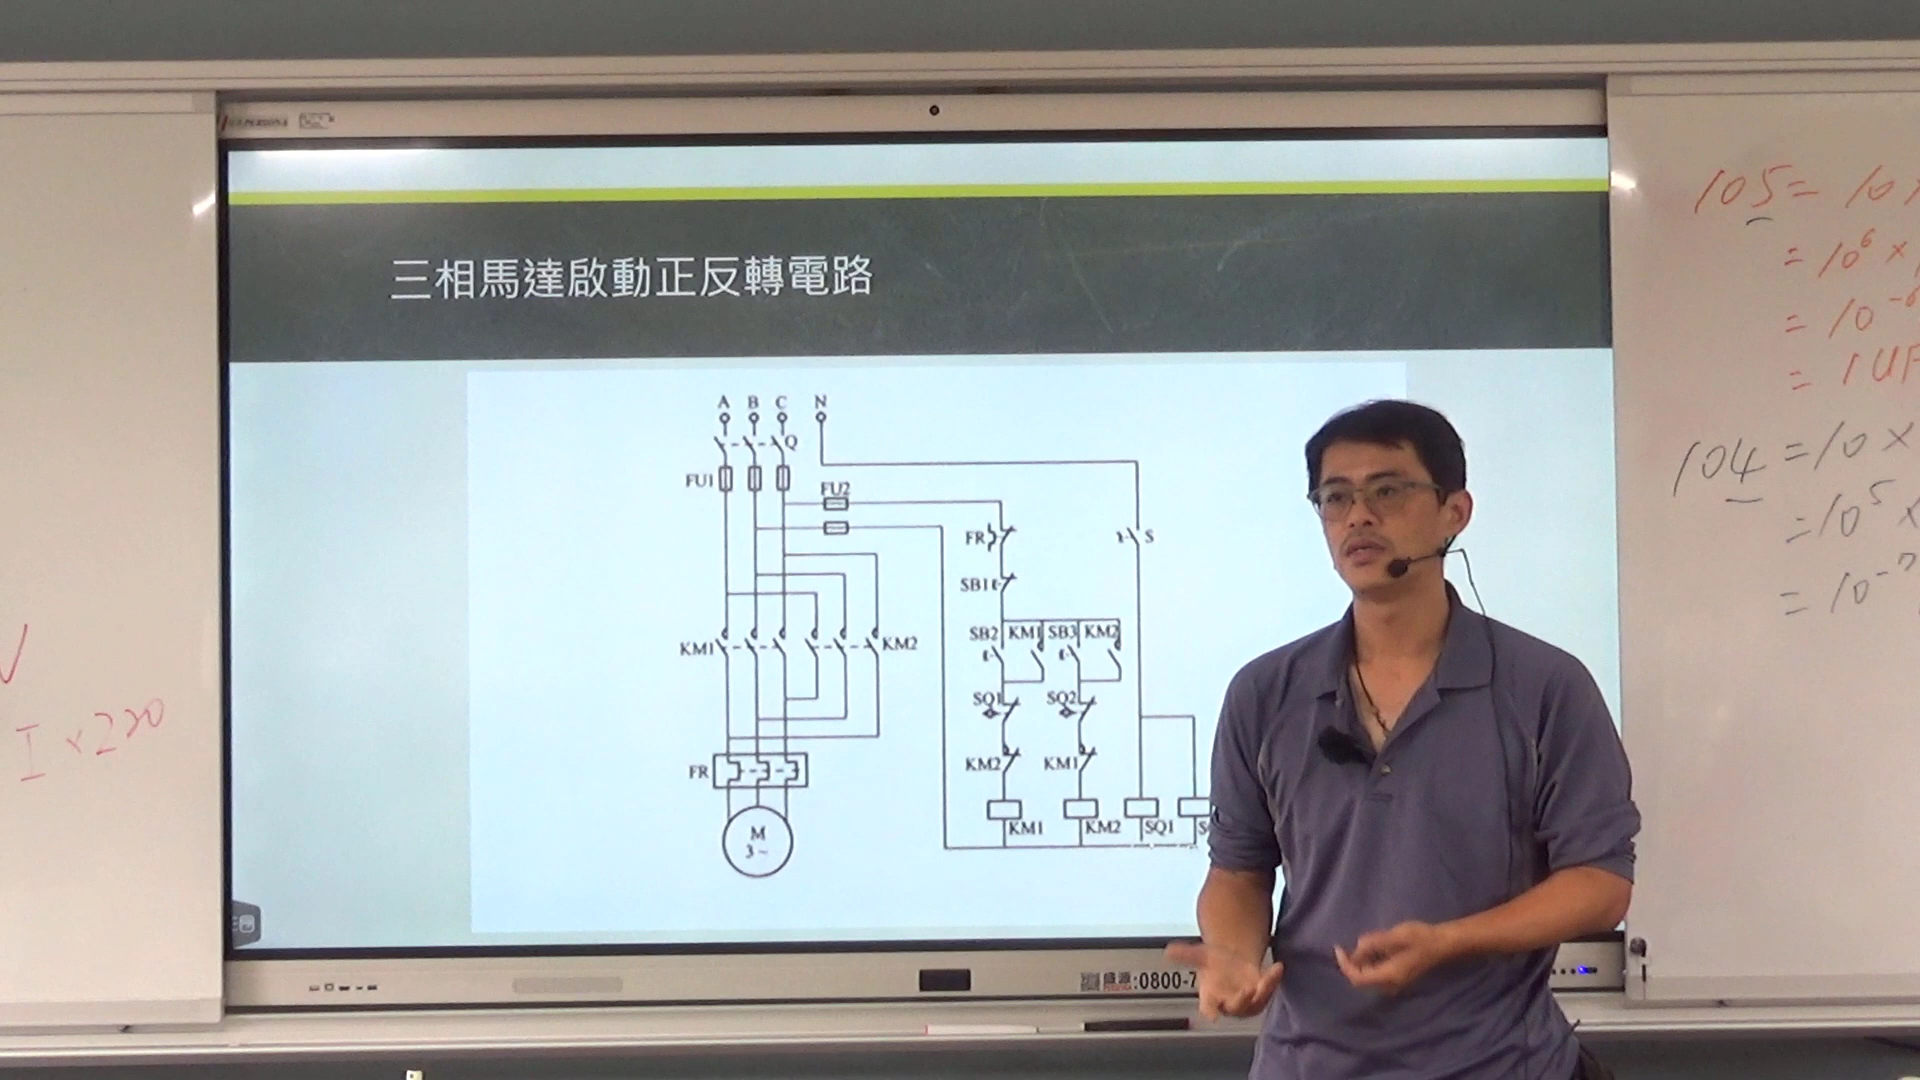 三相馬達啟動正反轉電路
A B C N
Q
FU1
FU2
FR
S
SB1
SB2 KM1 SB3 KM2
KM1 KM2
SQ1 SQ2
KM2 KM1
FR
KM1 KM2 SQ1
M
3~
盛源:0800-7
I×220
105=10
=10⁶×
=10⁻⁶
=1UF
104=10×
=10⁵×
=10⁻⁷